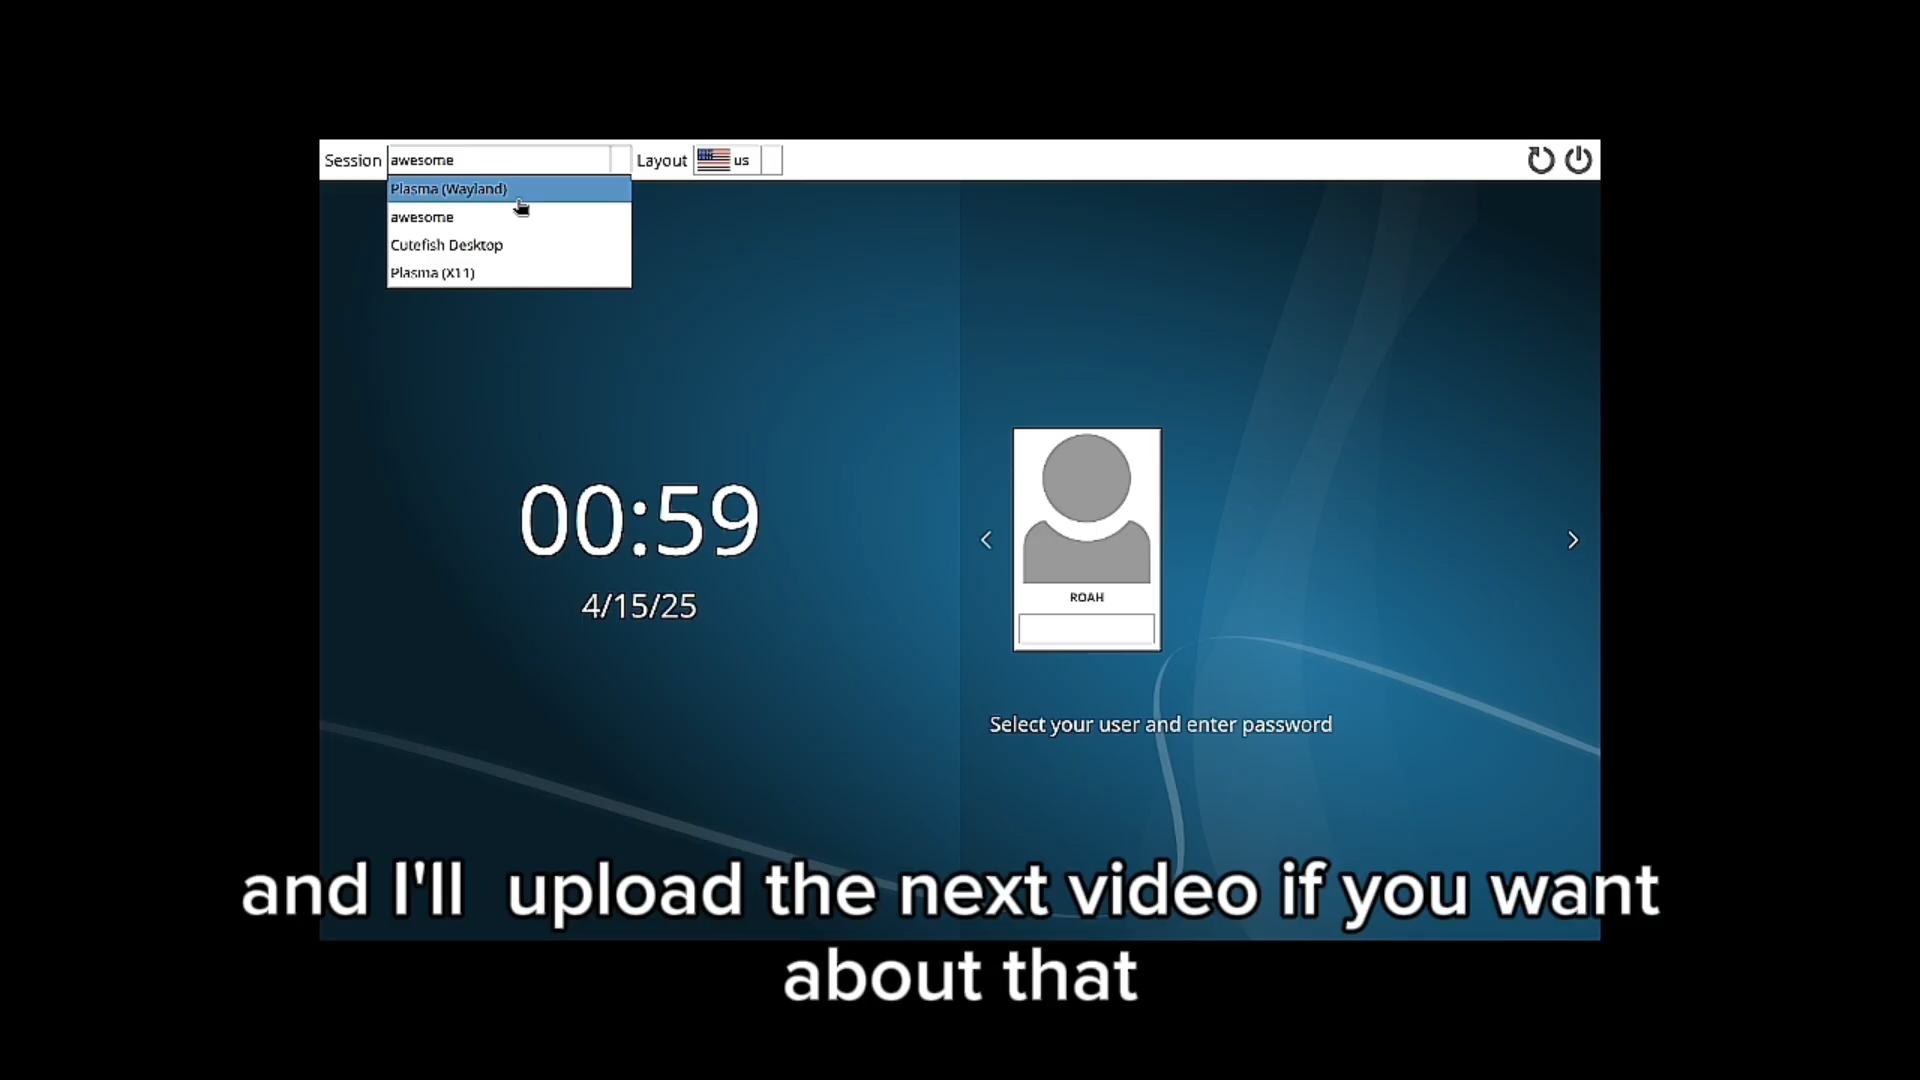 Session awesome Layout us
Plasma (Wayland)
awesome
Cutefish Desktop
Plasma (X11)
00:59
4/15/25
ROAH
Select your user and enter password
and I'll upload the next video if you want
about that